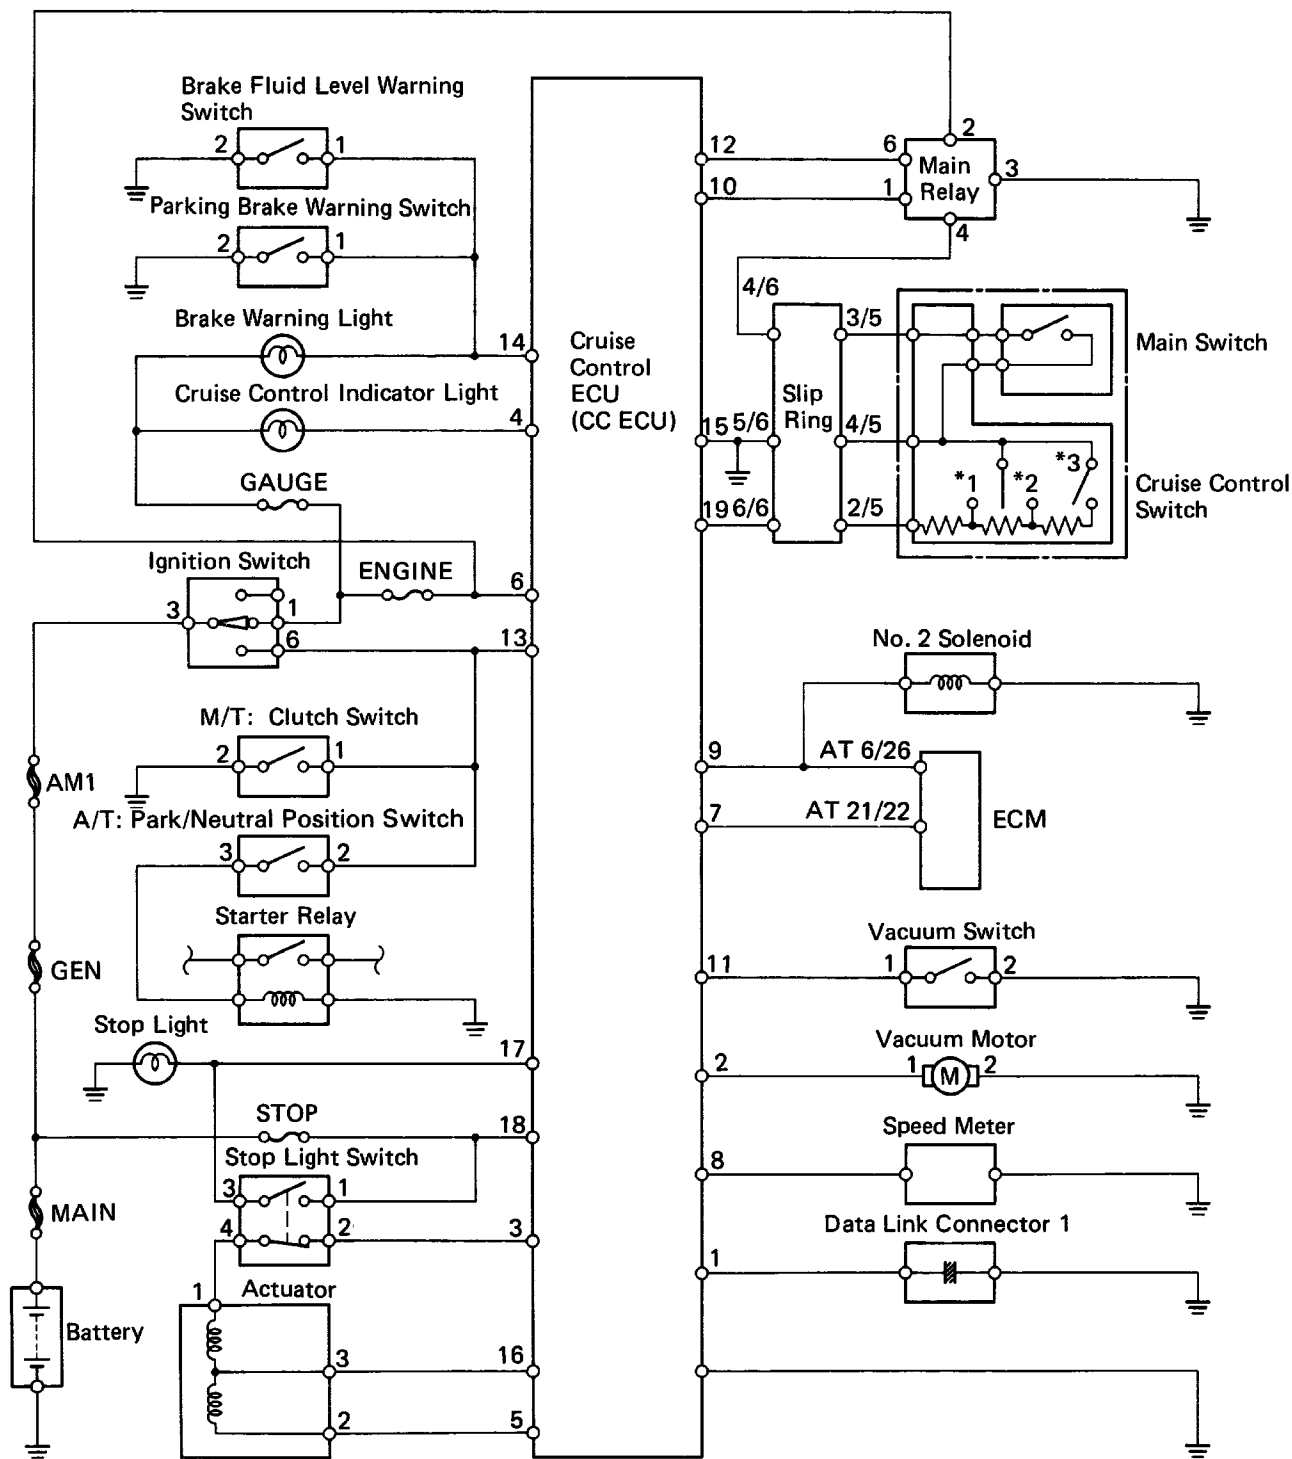 Brake Fluid Level Warning
Switch
2
1
Parking Brake Warning Switch
2
1
Brake Warning Light
14
Cruise Control Indicator Light
4
GAUGE
Ignition Switch
3
1
6
ENGINE
6
13
M/T: Clutch Switch
2
1
AM1
A/T: Park/Neutral Position Switch
3
2
Starter Relay
GEN
Stop Light
17
STOP
18
Stop Light Switch
3
1
4
2
3
MAIN
Actuator
1
Battery
3
16
2
5
Cruise
Control
ECU
(CC ECU)
12
6
2
Main
Relay
3
10
1
4
4/6
3/5
Main Switch
Slip
Ring
15
5/6
4/5
*1
*2
*3
Cruise Control
Switch
19
6/6
2/5
No. 2 Solenoid
9
AT 6/26
7
AT 21/22
ECM
Vacuum Switch
11
1
2
Vacuum Motor
2
1
M
2
Speed Meter
8
Data Link Connector 1
1